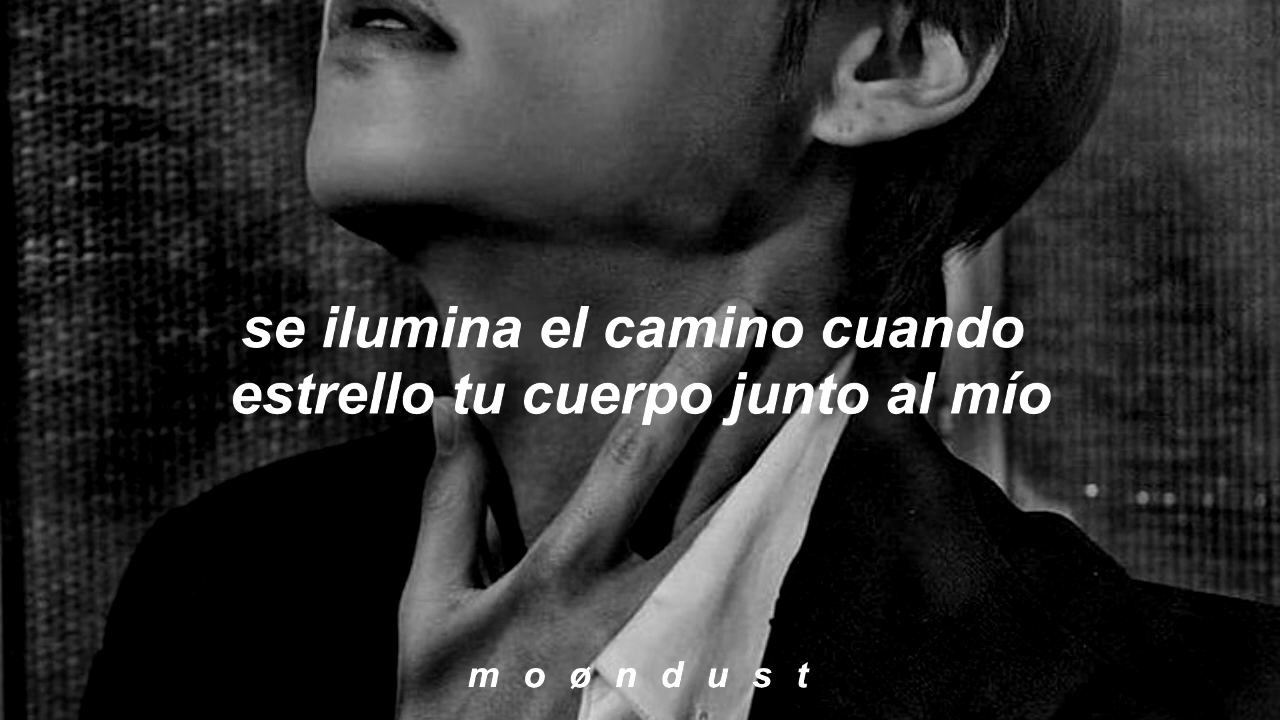 se ilumina el camino cuando
estrello tu cuerpo junto al mío
m o ø n d u s t